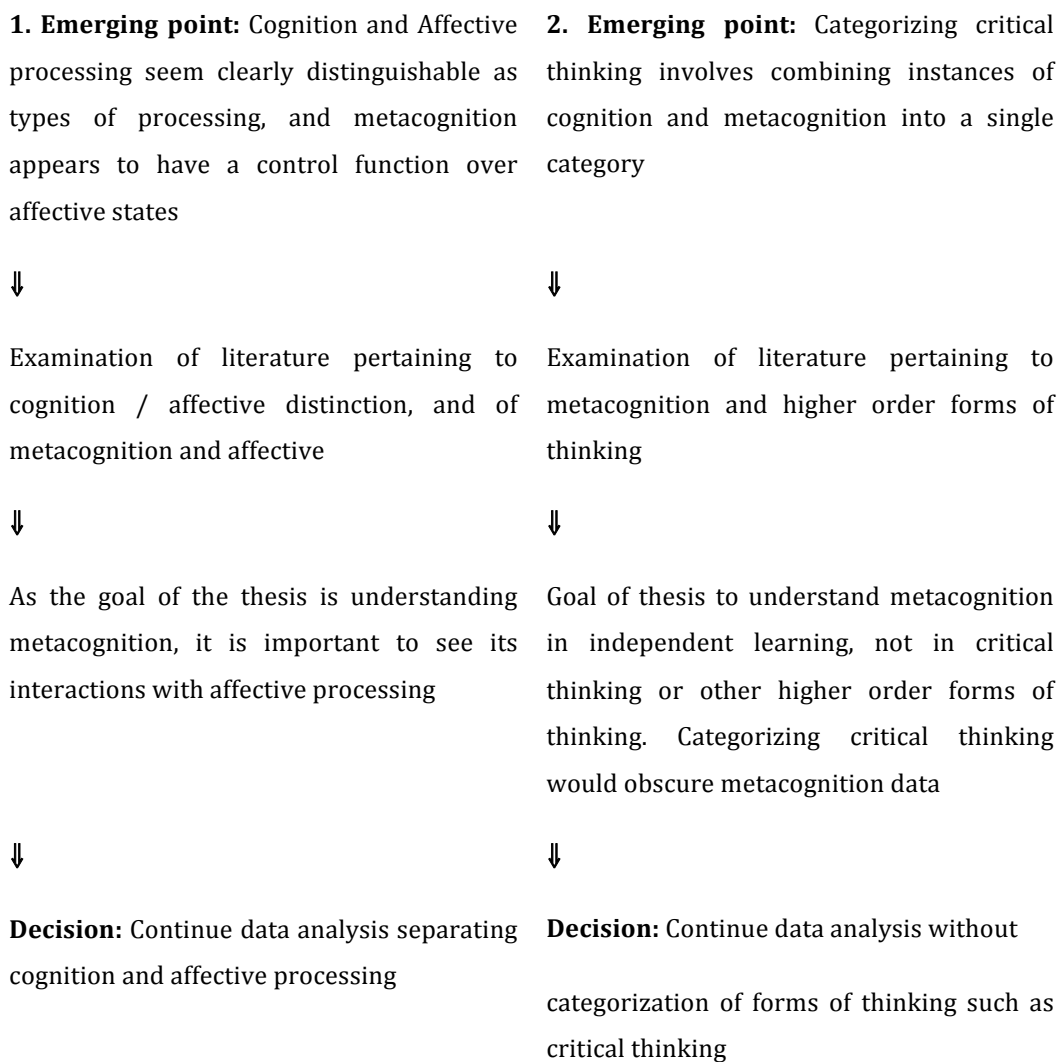 1. Emerging point: Cognition and Affective
processing seem clearly distinguishable as
types of processing, and metacognition
appears to have a control function over
affective states
⇓
Examination of literature pertaining to
cognition / affective distinction, and of
metacognition and affective
⇓
As the goal of the thesis is understanding
metacognition, it is important to see its
interactions with affective processing
⇓
Decision: Continue data analysis separating
cognition and affective processing
2. Emerging point: Categorizing critical
thinking involves combining instances of
cognition and metacognition into a single
category
⇓
Examination of literature pertaining to
metacognition and higher order forms of
thinking
⇓
Goal of thesis to understand metacognition
in independent learning, not in critical
thinking or other higher order forms of
thinking. Categorizing critical thinking
would obscure metacognition data
⇓
Decision: Continue data analysis without
categorization of forms of thinking such as
critical thinking